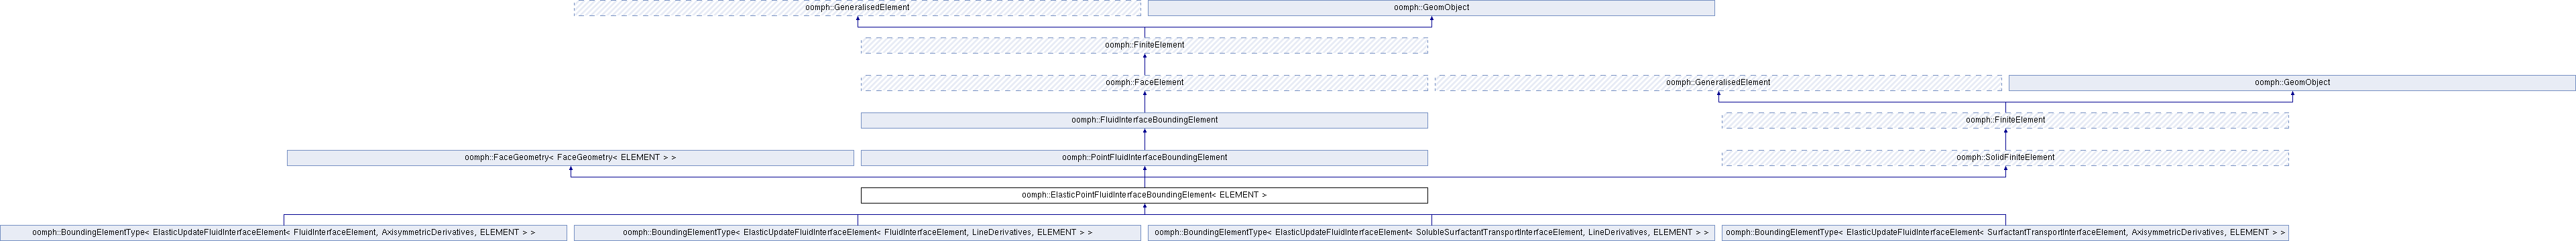 oomph::GeneralisedElement
oomph::GeomObject
oomph::FiniteElement
oomph::FaceElement
oomph::GeneralisedElement
oomph::GeomObject
oomph::FluidInterfaceBoundingElement
oomph::FiniteElement
oomph::FaceGeometry< FaceGeometry< ELEMENT > >
oomph::PointFluidInterfaceBoundingElement
oomph::SolidFiniteElement
oomph::ElasticPointFluidInterfaceBoundingElement< ELEMENT >
oomph::BoundingElementType< ElasticUpdateFluidInterfaceElement< FluidInterfaceElement, AxisymmetricDerivatives, ELEMENT > >
oomph::BoundingElementType< ElasticUpdateFluidInterfaceElement< FluidInterfaceElement, LineDerivatives, ELEMENT > >
oomph::BoundingElementType< ElasticUpdateFluidInterfaceElement< SolubleSurfactantTransportInterfaceElement, LineDerivatives, ELEMENT > >
oomph::BoundingElementType< ElasticUpdateFluidInterfaceElement< SurfactantTransportInterfaceElement, AxisymmetricDerivatives, ELEMENT > >